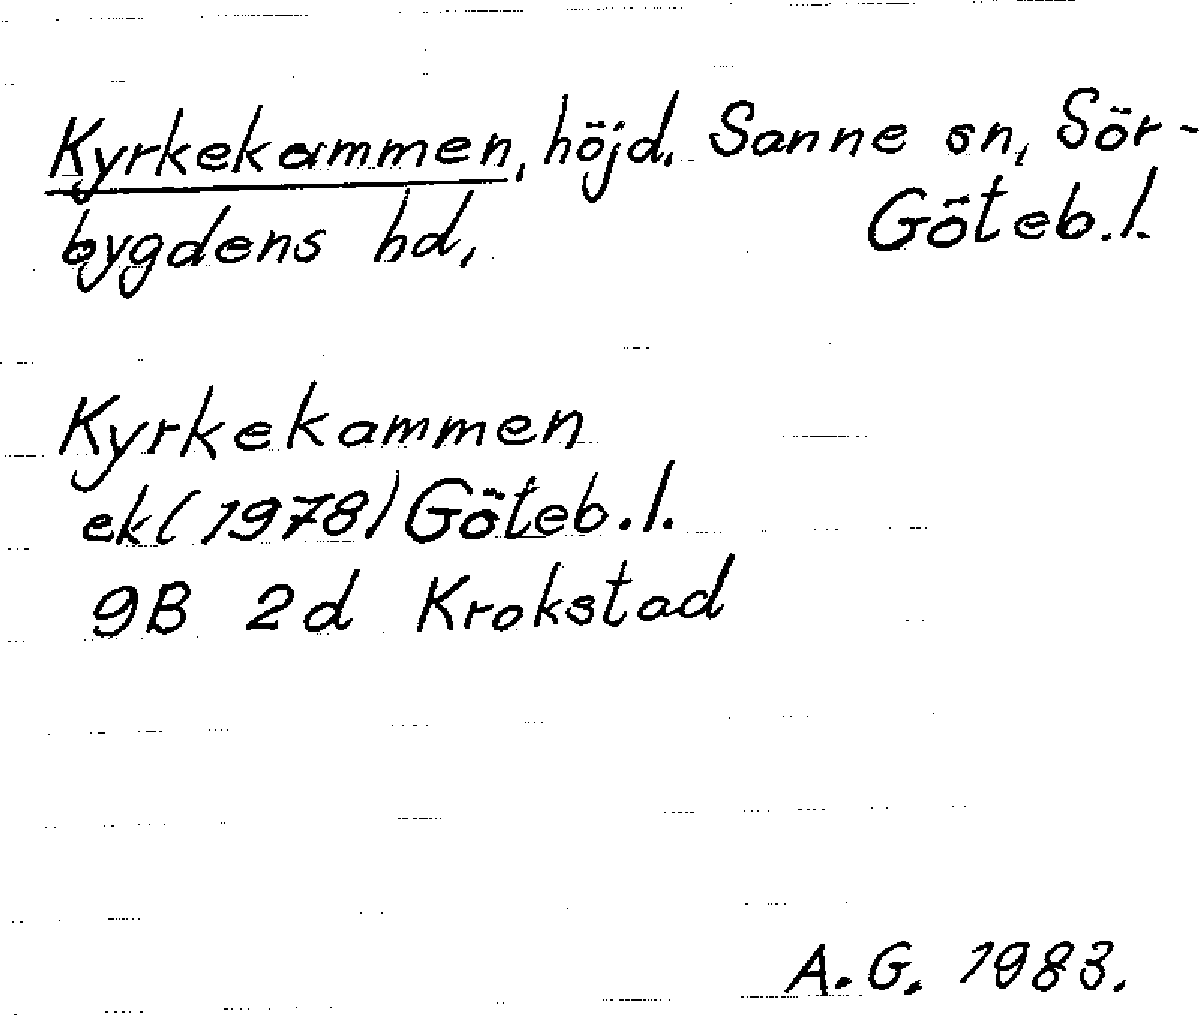 Kyrkekammen, höjd. Sanne sn, Sör-
bygdens hd, Göteb.l.
Kyrkekammen
ek(1978) Göteb.l.
9B 2d Krokstad
A.G. 1983.